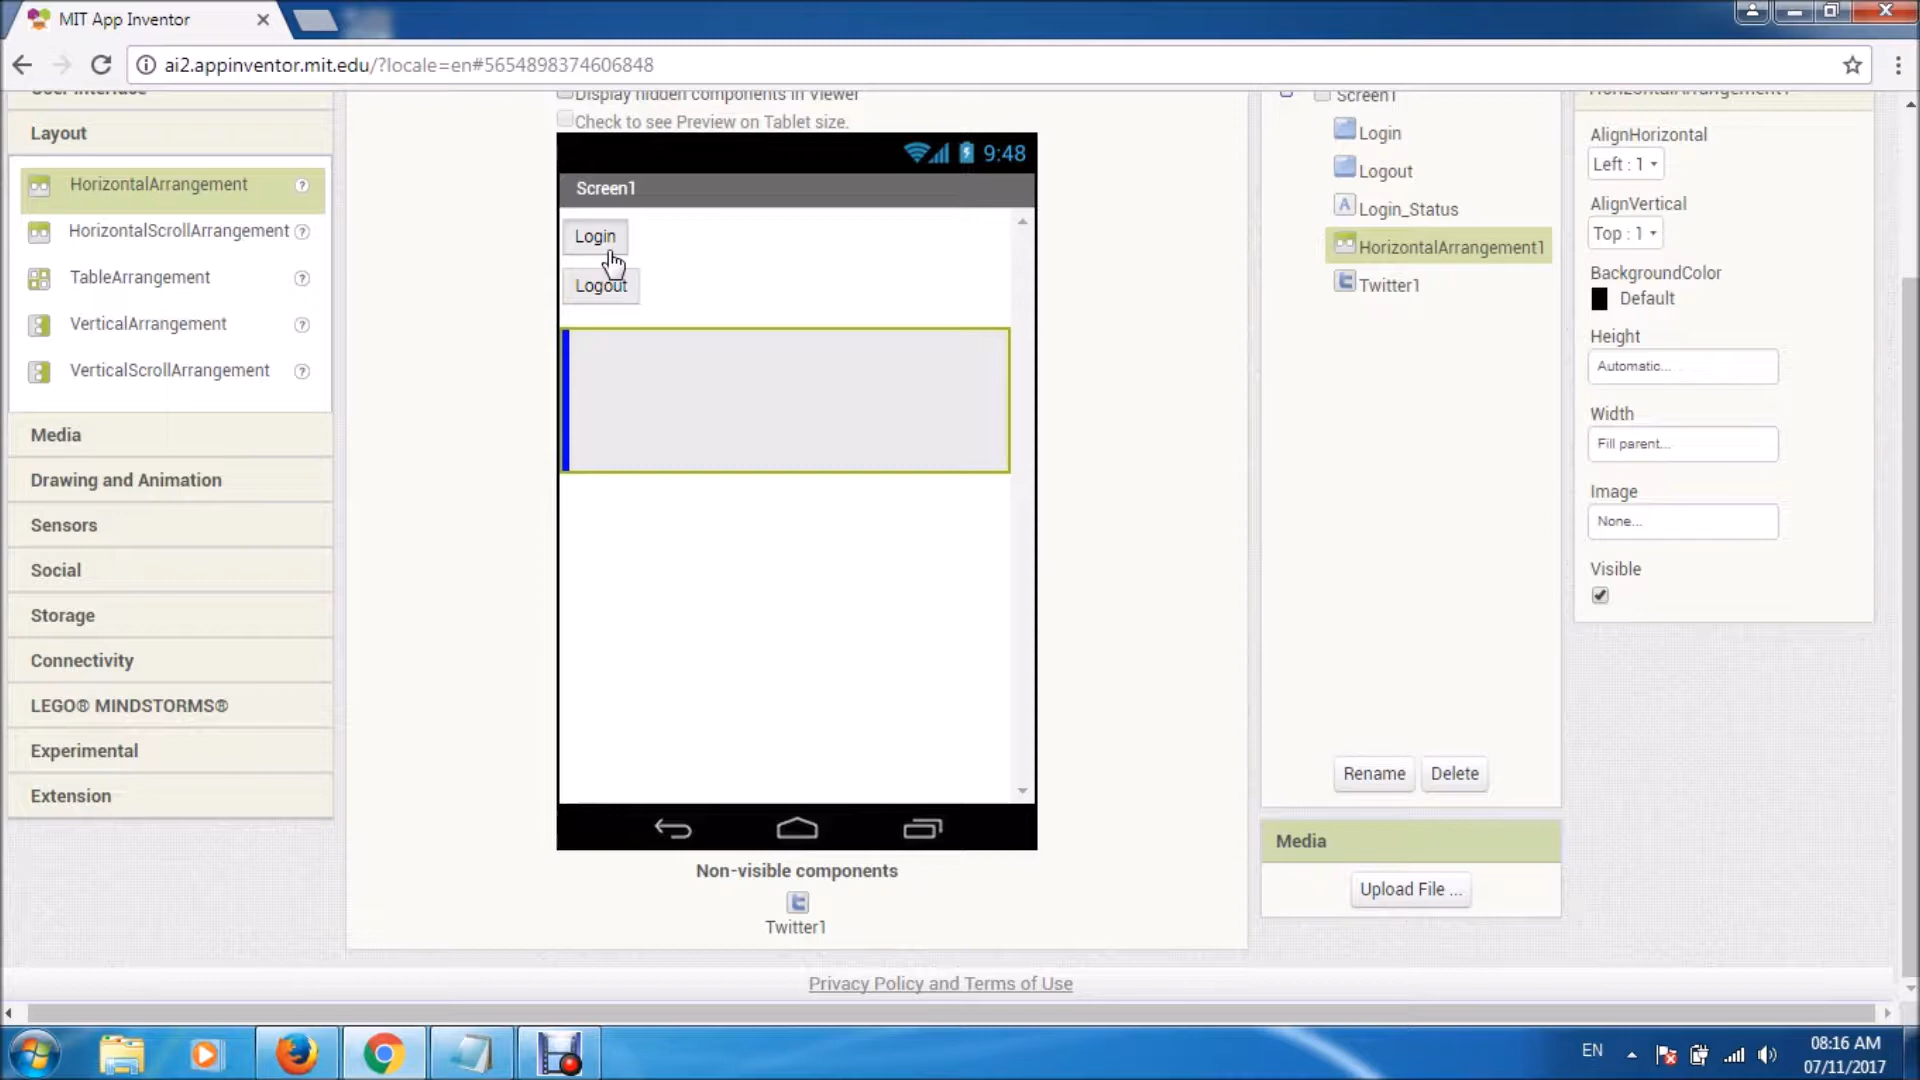 MIT App Inventor
ai2.appinventor.mit.edu/?locale=en#5654898374606848
User Interface
Layout
HorizontalArrangement
HorizontalScrollArrangement
TableArrangement
VerticalArrangement
VerticalScrollArrangement
Media
Drawing and Animation
Sensors
Social
Storage
Connectivity
LEGO® MINDSTORMS®
Experimental
Extension
Display hidden components in Viewer
Check to see Preview on Tablet size.
9:48
Screen1
Login
Logout
Non-visible components
Twitter1
Screen1
Login
Logout
Login_Status
HorizontalArrangement1
Twitter1
Rename Delete
Media
Upload File ...
HorizontalArrangement1
AlignHorizontal
Left : 1
AlignVertical
Top : 1
BackgroundColor
Default
Height
Automatic...
Width
Fill parent...
Image
None...
Visible
Privacy Policy and Terms of Use
EN
08:16 AM
07/11/2017